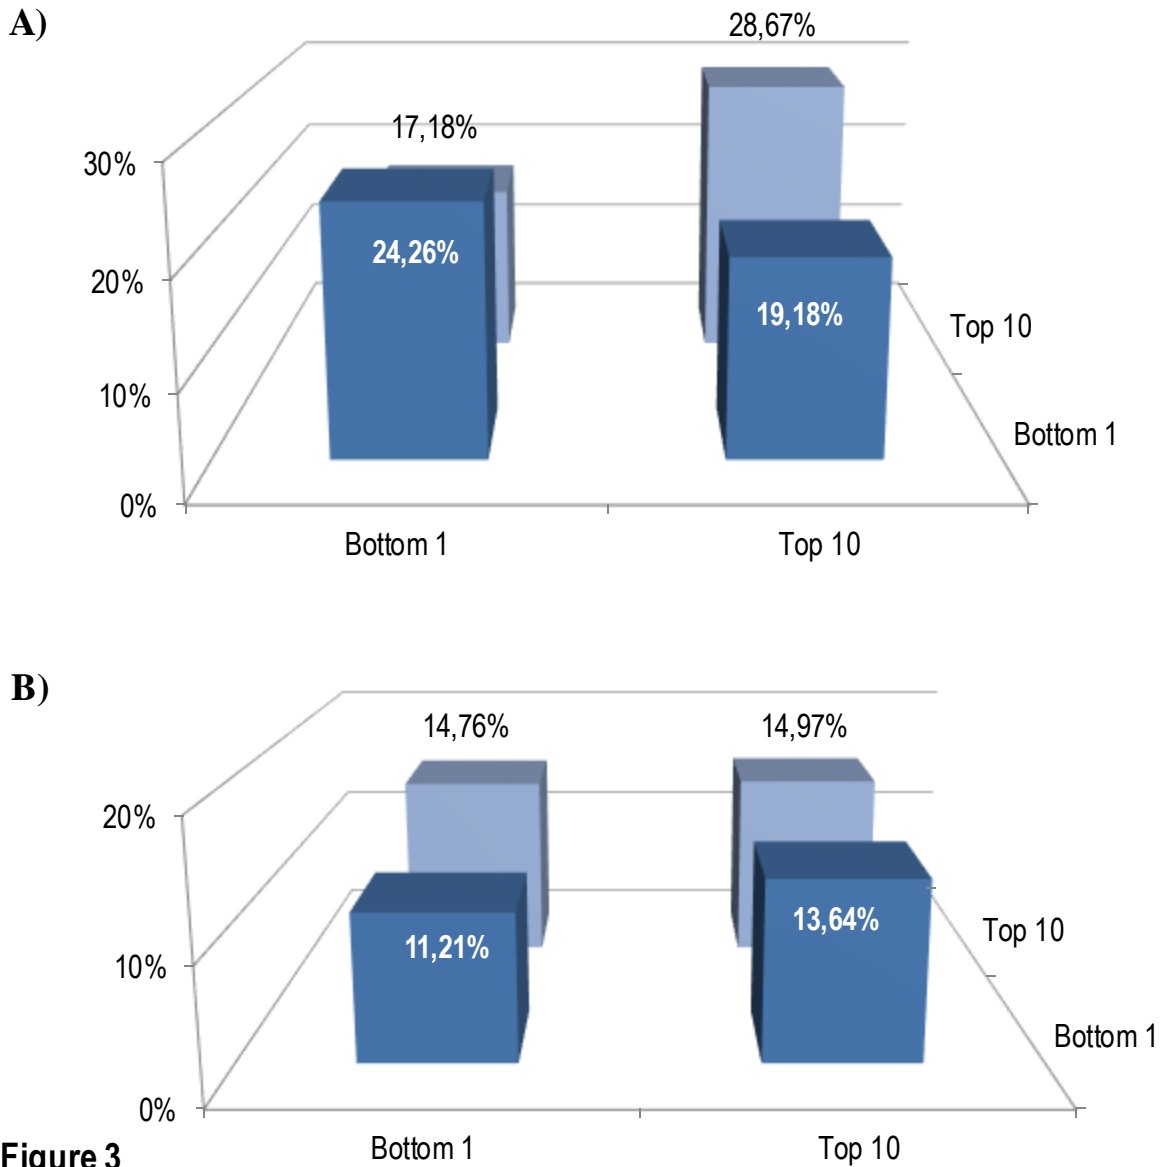 A)
28,67%
17,18%
30%
24,26%
20%
19,18%
Top 10
10%
Bottom 1
0%
Bottom 1 Top 10
B)
14,76% 14,97%
20%
13,64%
11,21%
Top 10
10%
Bottom 1
0%
Bottom 1 Top 10
Figure 3